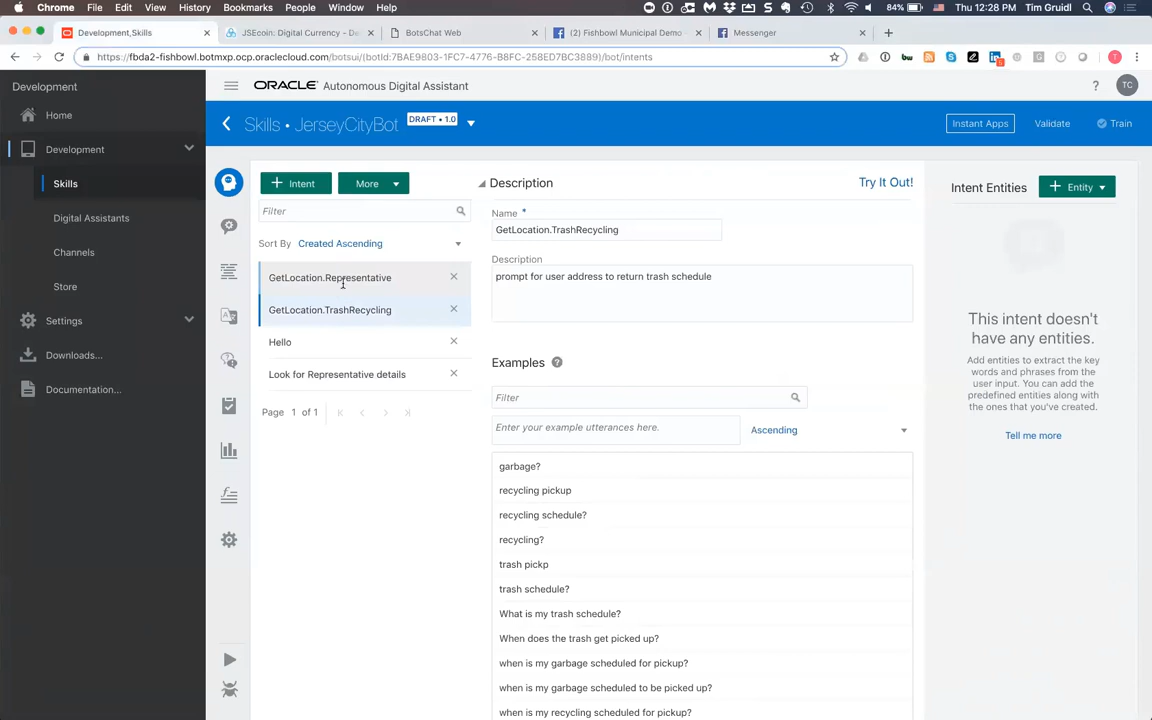 Chrome File Edit View History Bookmarks People Window Help 84% Thu 12:28 PM Tim Gruidl
Development,Skills
JSEcoin: Digital Currency - De
BotsChat Web
(2) Fishbowl Municipal Demo
Messenger
https://fbda2-fishbowl.botmxp.ocp.oraclecloud.com/botsui/(botId:7BAE9803-1FC7-4776-B8FC-258ED7BC3889)/bot/intents
Development
ORACLE Autonomous Digital Assistant
TC
Home
Skills • JerseyCityBot DRAFT • 1.0
Instant Apps Validate Train
Development
Skills
Digital Assistants
Channels
Store
Settings
Downloads...
Documentation...
+ Intent More
Filter
Sort By Created Ascending
GetLocation.Representative
GetLocation.TrashRecycling
Hello
Look for Representative details
Page 1 of 1
Description
Try It Out!
Name *
GetLocation.TrashRecycling
Description
prompt for user address to return trash schedule
Examples
Filter
Enter your example utterances here.
Ascending
garbage?
recycling pickup
recycling schedule?
recycling?
trash pickp
trash schedule?
What is my trash schedule?
When does the trash get picked up?
when is my garbage scheduled for pickup?
when is my garbage scheduled to be picked up?
when is my recycling scheduled for pickup?
Intent Entities + Entity
This intent doesn't
have any entities.
Add entities to extract the key
words and phrases from the
user input. You can add the
predefined entities along with
the ones that you've created.
Tell me more